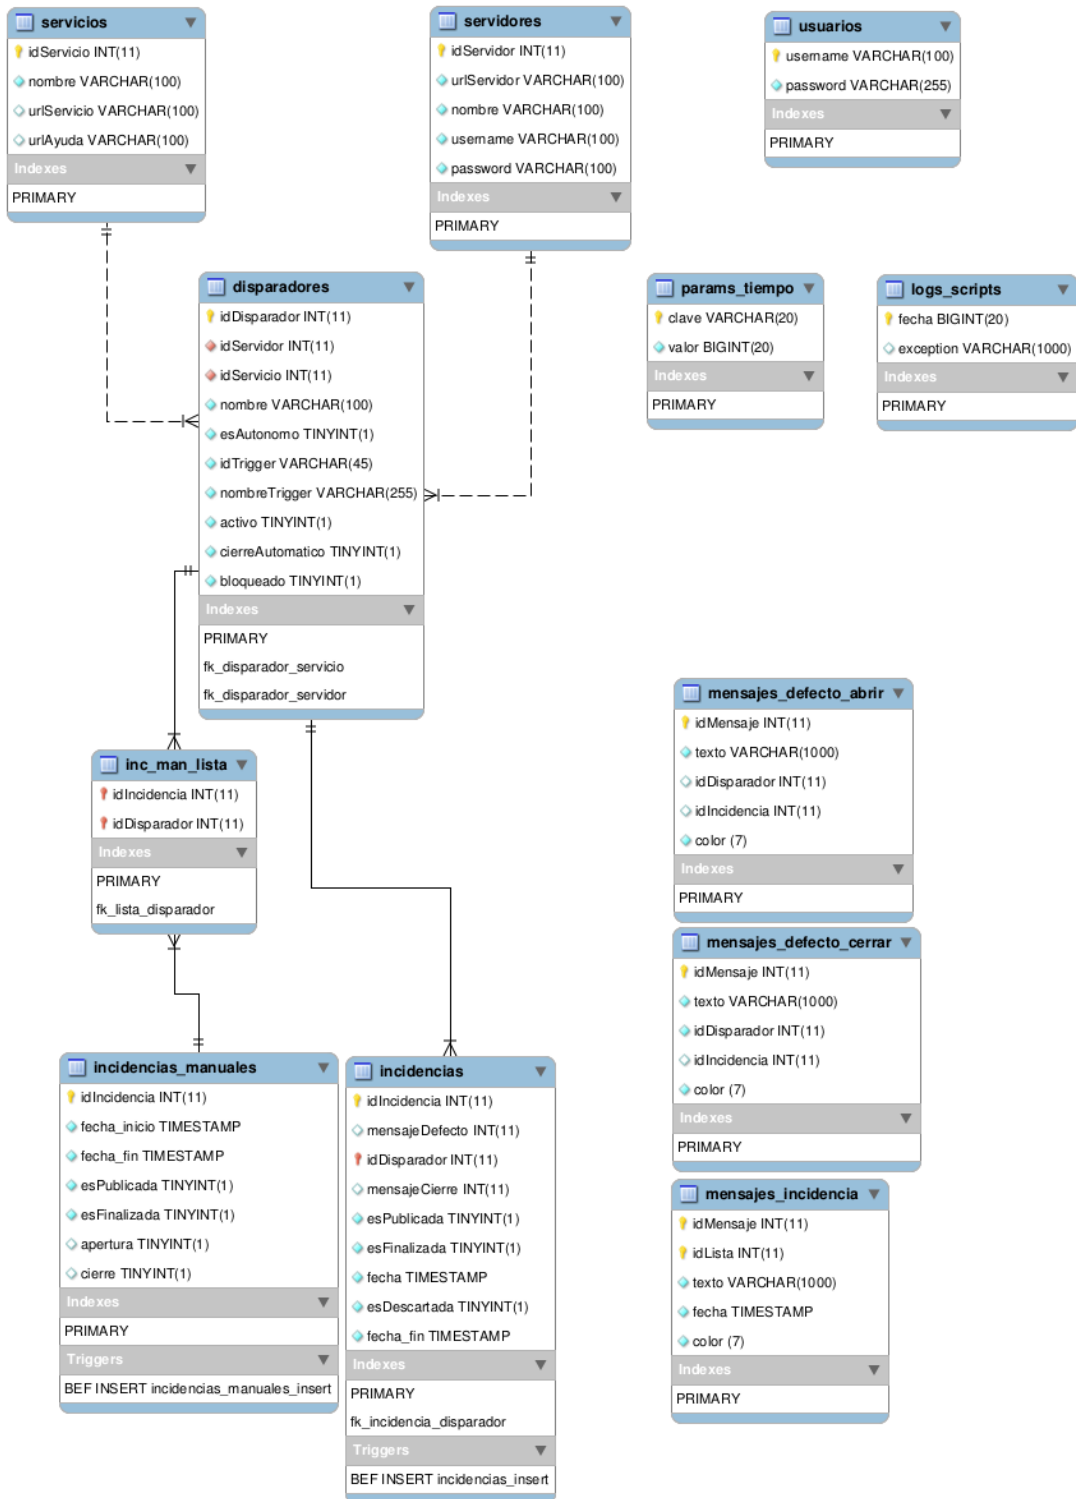 servicios
idServicio INT(11)
nombre VARCHAR(100)
urlServicio VARCHAR(100)
urlAyuda VARCHAR(100)
Indexes
PRIMARY
servidores
idServidor INT(11)
urlServidor VARCHAR(100)
nombre VARCHAR(100)
username VARCHAR(100)
password VARCHAR(100)
Indexes
PRIMARY
usuarios
username VARCHAR(100)
password VARCHAR(255)
Indexes
PRIMARY
disparadores
idDisparador INT(11)
idServidor INT(11)
idServicio INT(11)
nombre VARCHAR(100)
esAutonomo TINYINT(1)
idTrigger VARCHAR(45)
nombreTrigger VARCHAR(255)
activo TINYINT(1)
cierreAutomatico TINYINT(1)
bloqueado TINYINT(1)
Indexes
PRIMARY
fk_disparador_servicio
fk_disparador_servidor
params_tiempo
clave VARCHAR(20)
valor BIGINT(20)
Indexes
PRIMARY
logs_scripts
fecha BIGINT(20)
exception VARCHAR(1000)
Indexes
PRIMARY
inc_man_lista
idIncidencia INT(11)
idDisparador INT(11)
Indexes
PRIMARY
fk_lista_disparador
mensajes_defecto_abrir
idMensaje INT(11)
texto VARCHAR(1000)
idDisparador INT(11)
idIncidencia INT(11)
color (7)
Indexes
PRIMARY
mensajes_defecto_cerrar
idMensaje INT(11)
texto VARCHAR(1000)
idDisparador INT(11)
idIncidencia INT(11)
color (7)
Indexes
PRIMARY
incidencias_manuales
idIncidencia INT(11)
fecha_inicio TIMESTAMP
fecha_fin TIMESTAMP
esPublicada TINYINT(1)
esFinalizada TINYINT(1)
apertura TINYINT(1)
cierre TINYINT(1)
Indexes
PRIMARY
Triggers
BEF INSERT incidencias_manuales_insert
incidencias
idIncidencia INT(11)
mensajeDefecto INT(11)
idDisparador INT(11)
mensajeCierre INT(11)
esPublicada TINYINT(1)
esFinalizada TINYINT(1)
fecha TIMESTAMP
esDescartada TINYINT(1)
fecha_fin TIMESTAMP
Indexes
PRIMARY
fk_incidencia_disparador
Triggers
BEF INSERT incidencias_insert
mensajes_incidencia
idMensaje INT(11)
idLista INT(11)
texto VARCHAR(1000)
fecha TIMESTAMP
color (7)
Indexes
PRIMARY